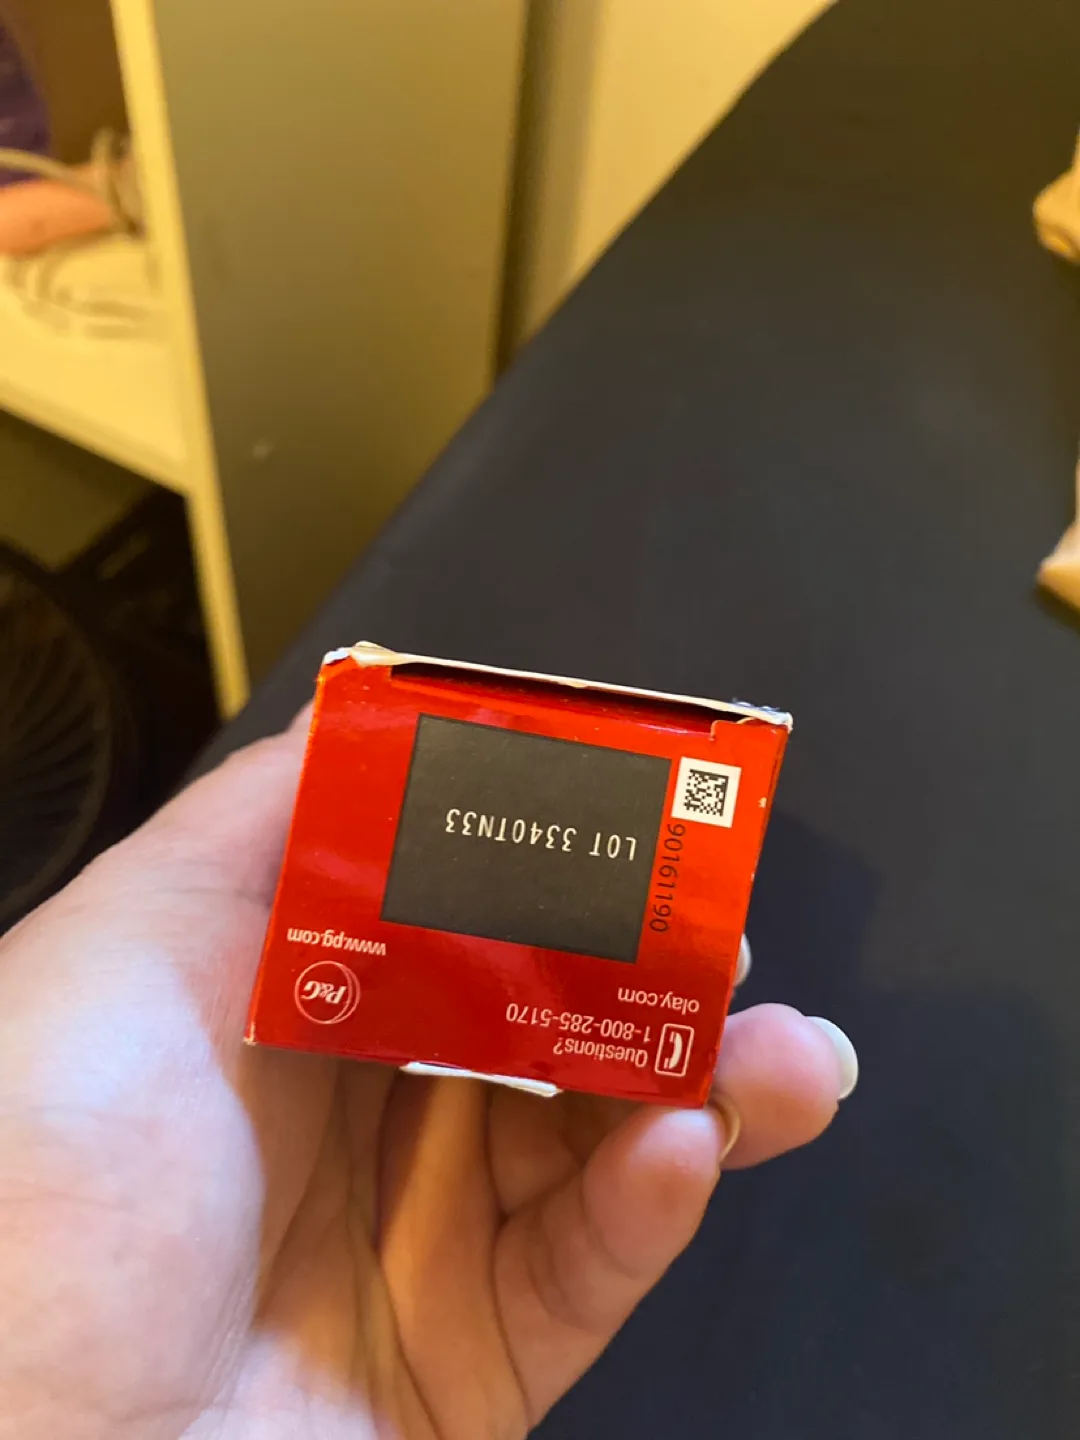 Questions?
1-800-285-5170
olay.com
P&G
www.pg.com
90161190
LOT 3340TN33